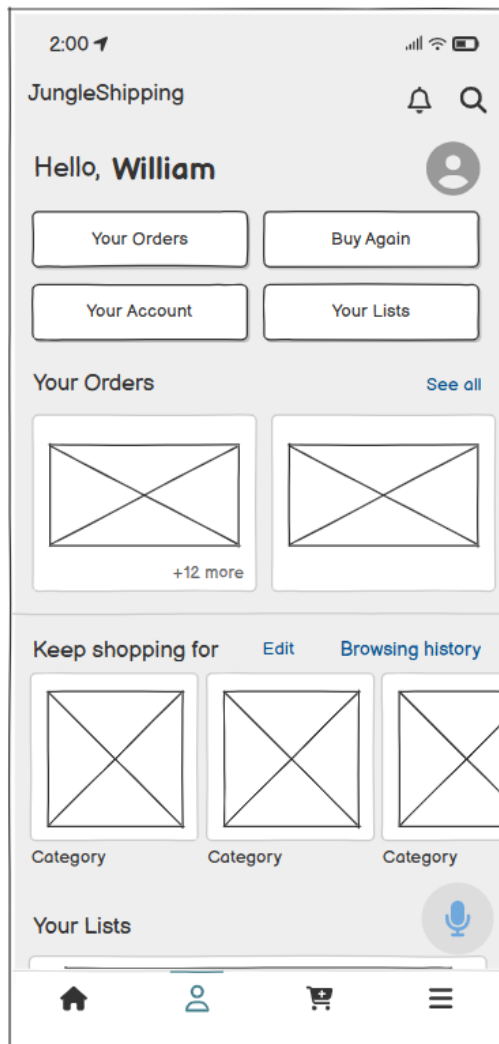 2:00
JungleShipping
Hello, William
Your Orders
Buy Again
Your Account
Your Lists
Your Orders
See all
+12 more
Keep shopping for
Edit
Browsing history
Category
Category
Category
Your Lists